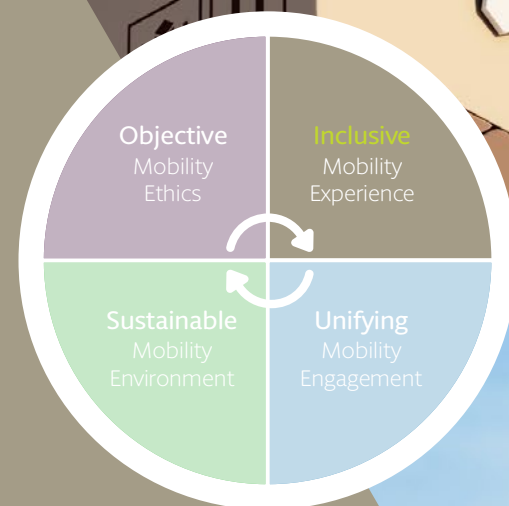 Objective
Mobility
Ethics
Inclusive
Mobility
Experience
Sustainable
Mobility
Environment
Unifying
Mobility
Engagement